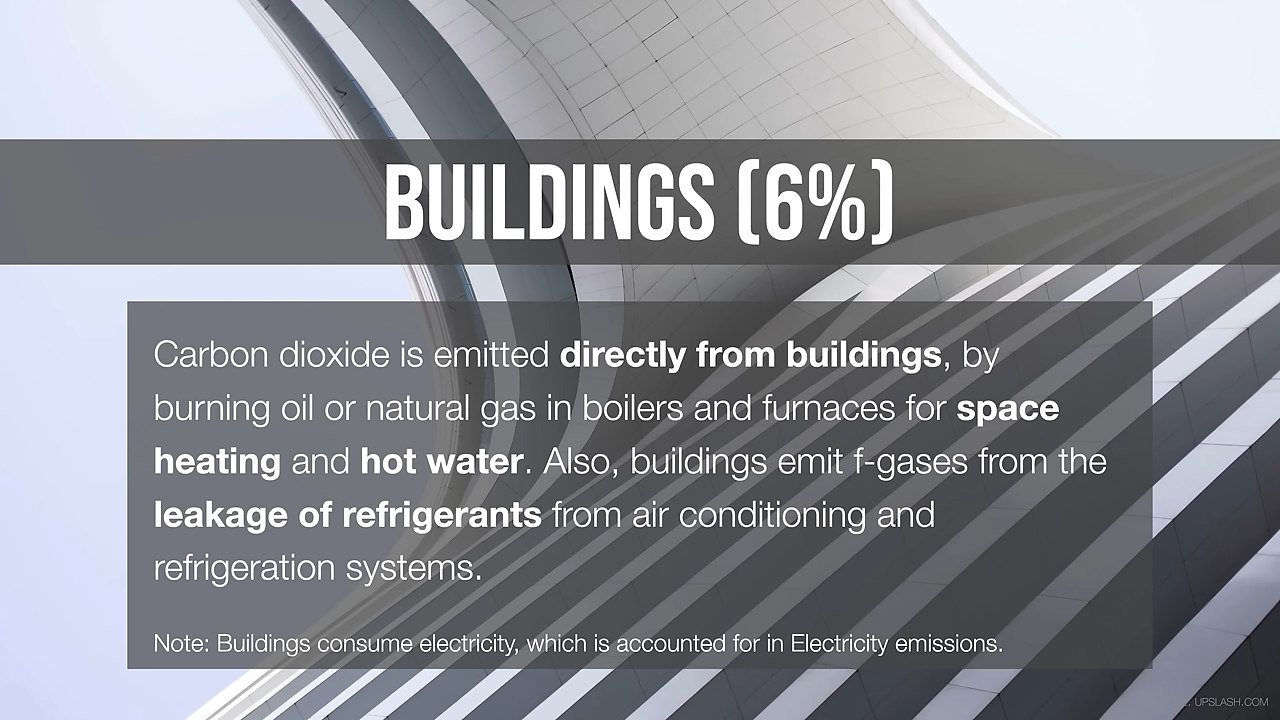 BUILDINGS (6%)
Carbon dioxide is emitted directly from buildings, by
burning oil or natural gas in boilers and furnaces for space
heating and hot water. Also, buildings emit f-gases from the
leakage of refrigerants from air conditioning and
refrigeration systems.
Note: Buildings consume electricity, which is accounted for in Electricity emissions.
UPSLASH.COM